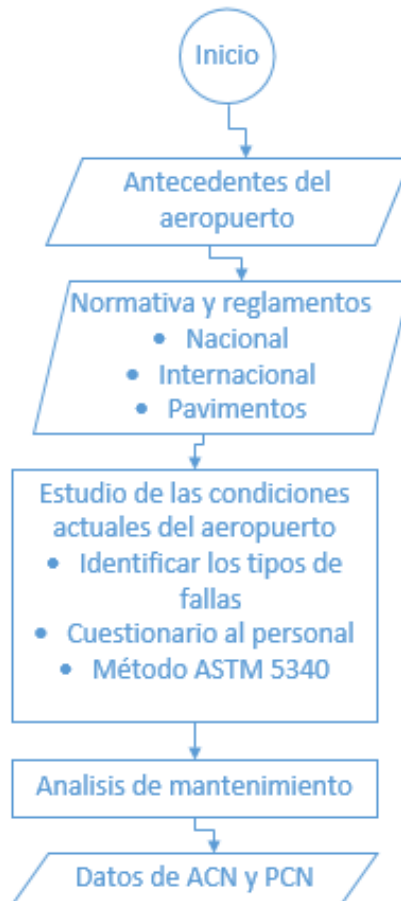 Inicio
Antecedentes del
aeropuerto
Normativa y reglamentos
• Nacional
• Internacional
• Pavimentos
Estudio de las condiciones
actuales del aeropuerto
• Identificar los tipos de
fallas
• Cuestionario al personal
• Método ASTM 5340
Analisis de mantenimiento
Datos de ACN y PCN